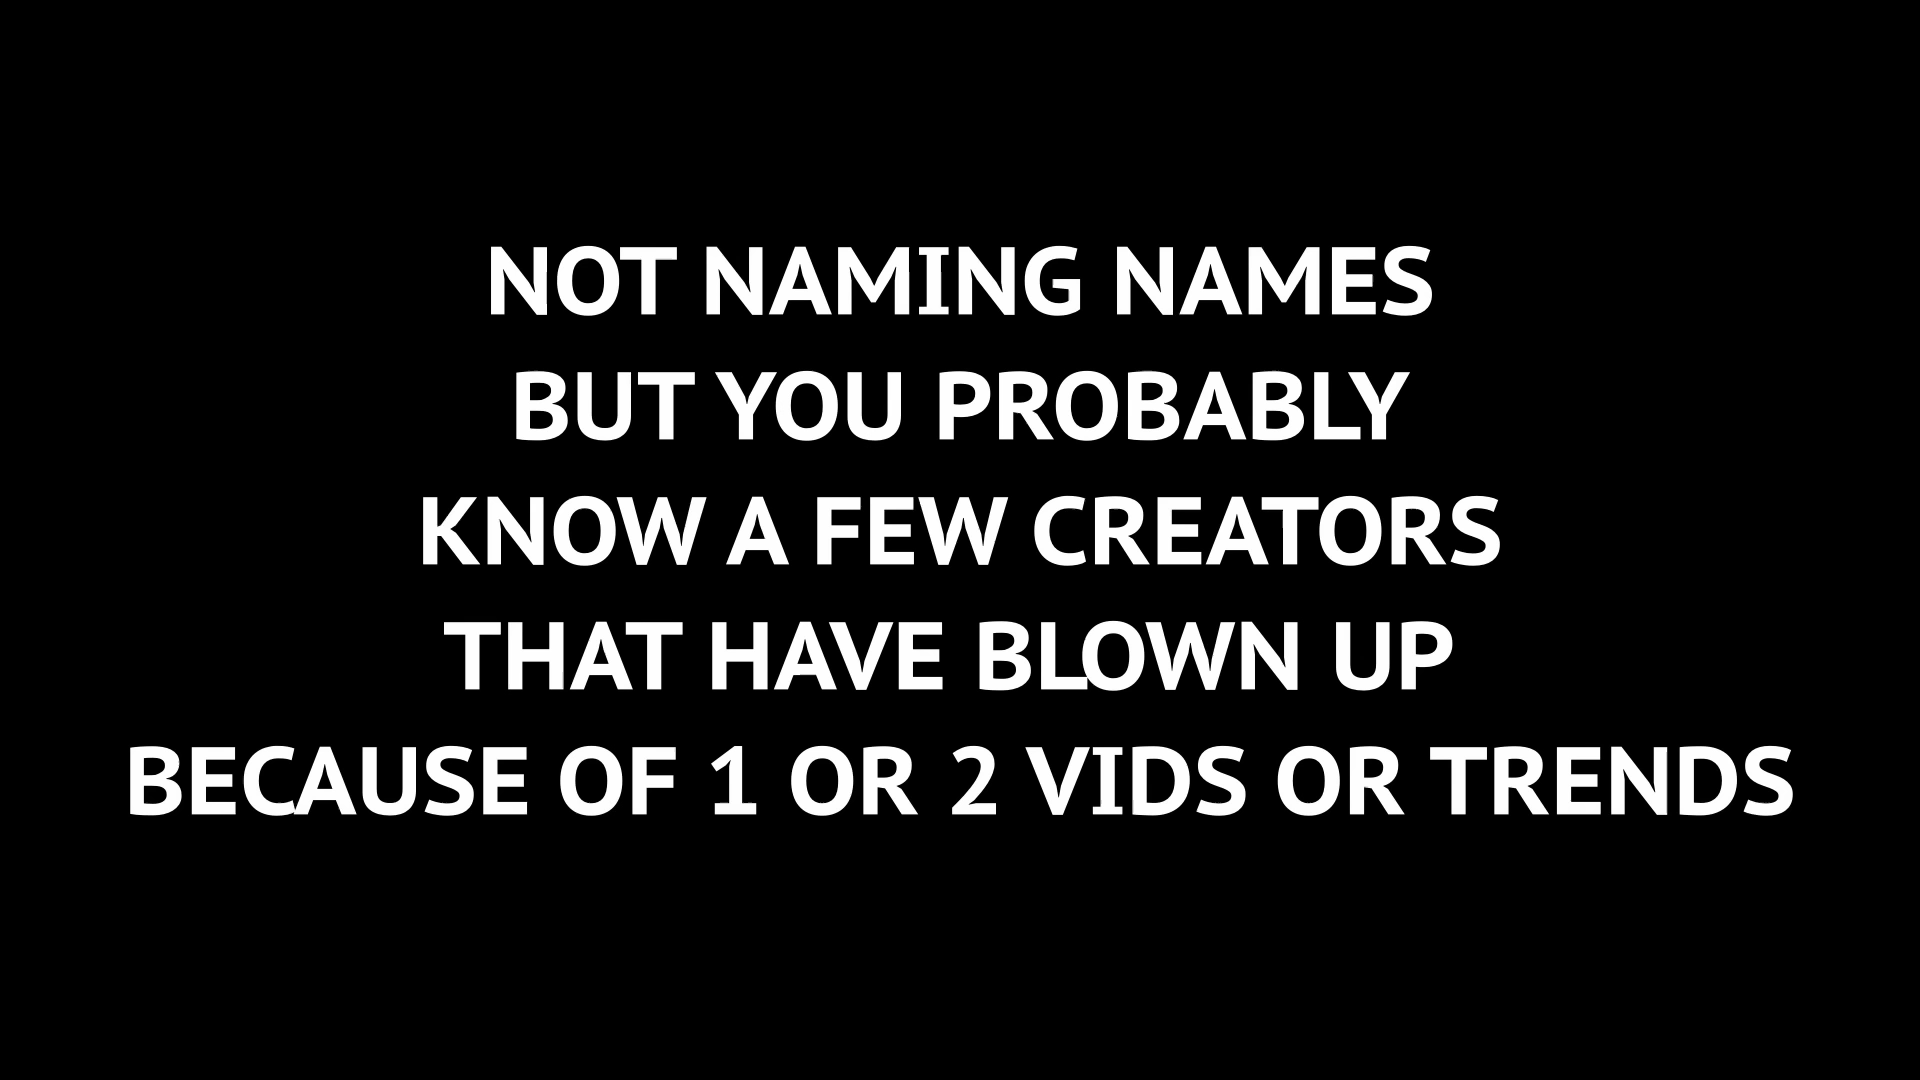 NOT NAMING NAMES
BUT YOU PROBABLY
KNOW A FEW CREATORS
THAT HAVE BLOWN UP
BECAUSE OF 1 OR 2 VIDS OR TRENDS